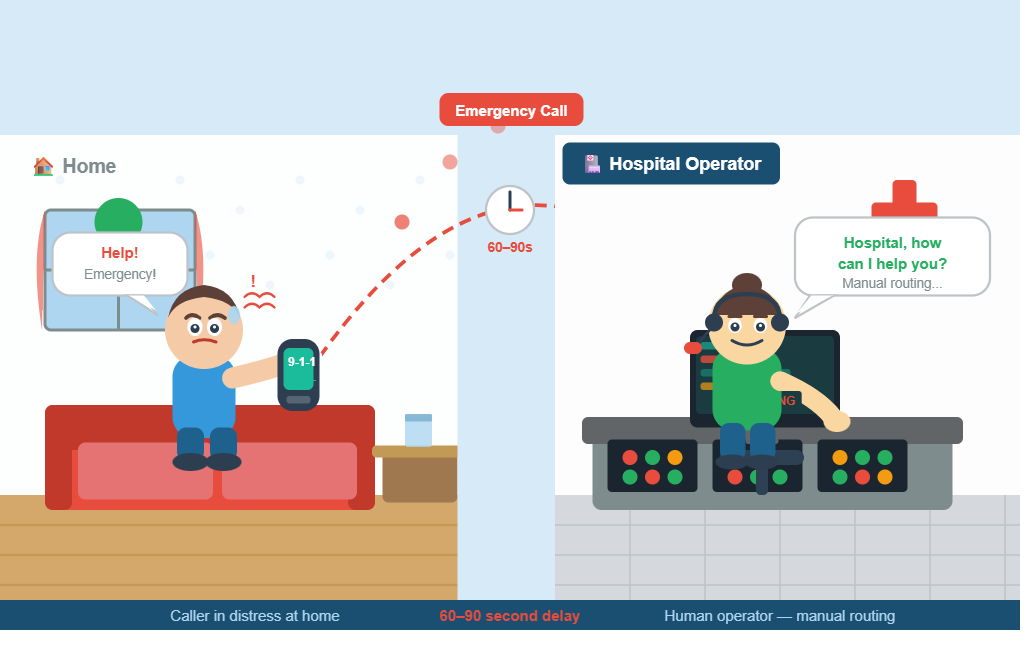 Emergency Call
Home
Hospital Operator
60–90s
Help!
Emergency!
Hospital, how
can I help you?
Manual routing...
!
9-1-1
NG
Caller in distress at home
60–90 second delay
Human operator — manual routing